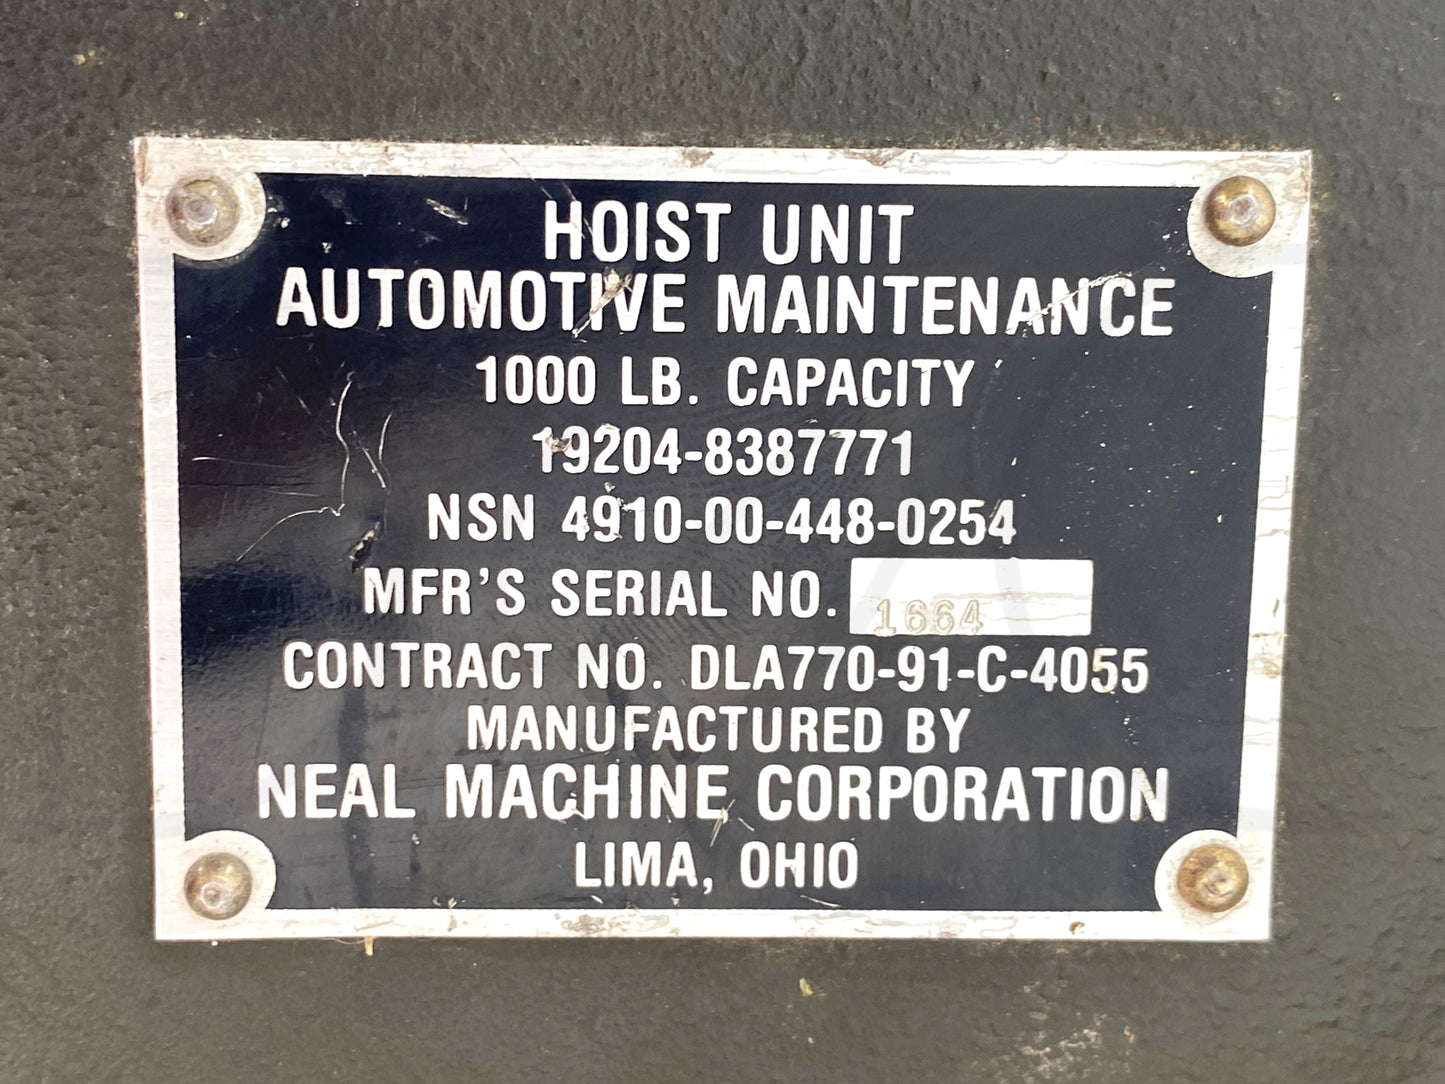 HOIST UNIT
AUTOMOTIVE MAINTENANCE
1000 LB. CAPACITY
19204-8387771
NSN 4910-00-448-0254
MFR'S SERIAL NO. 1664
CONTRACT NO. DLA770-91-C-4055
MANUFACTURED BY
NEAL MACHINE CORPORATION
LIMA, OHIO